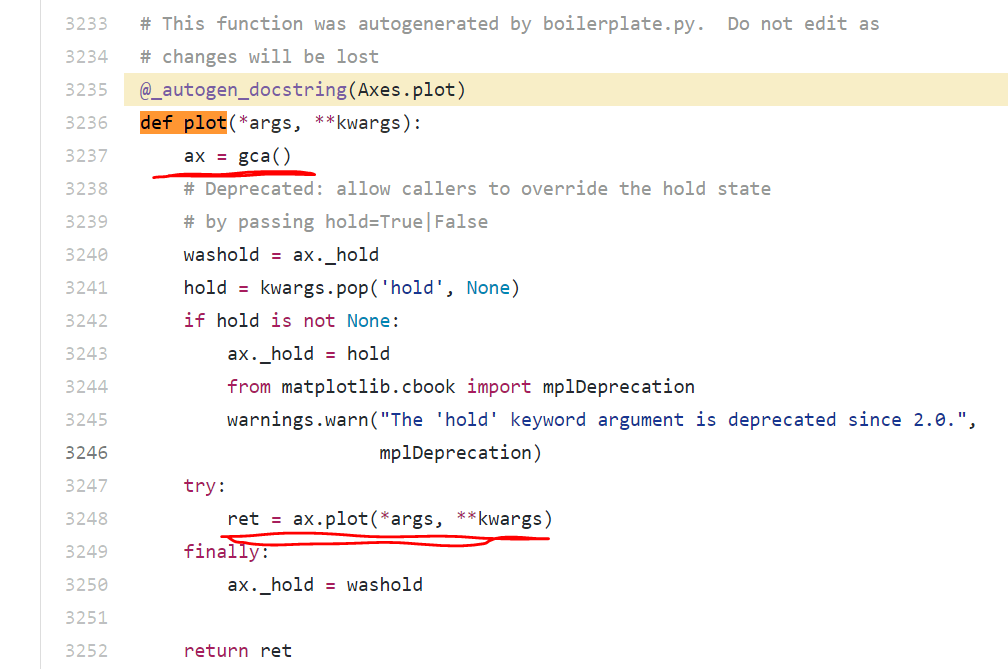 3233 # This function was autogenerated by boilerplate.py.  Do not edit as
3234 # changes will be lost
3235 @_autogen_docstring(Axes.plot)
3236 def plot(*args, **kwargs):
3237     ax = gca()
3238     # Deprecated: allow callers to override the hold state
3239     # by passing hold=True|False
3240     washold = ax._hold
3241     hold = kwargs.pop('hold', None)
3242     if hold is not None:
3243         ax._hold = hold
3244         from matplotlib.cbook import mplDeprecation
3245         warnings.warn("The 'hold' keyword argument is deprecated since 2.0.",
3246                       mplDeprecation)
3247     try:
3248         ret = ax.plot(*args, **kwargs)
3249     finally:
3250         ax._hold = washold
3251
3252     return ret